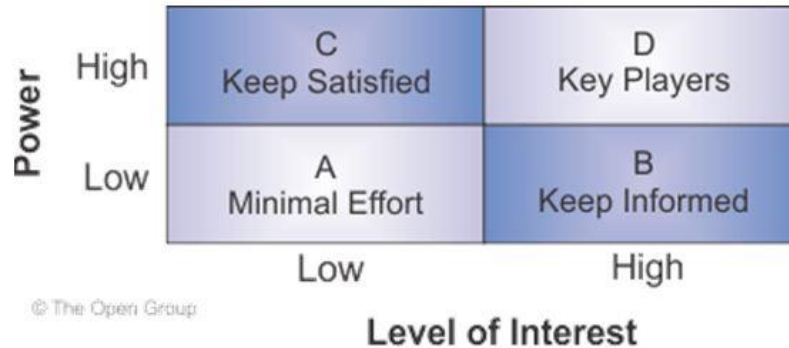 Power
High
C
Keep Satisfied
D
Key Players
Low
A
Minimal Effort
B
Keep Informed
Low
High
© The Open Group
Level of Interest